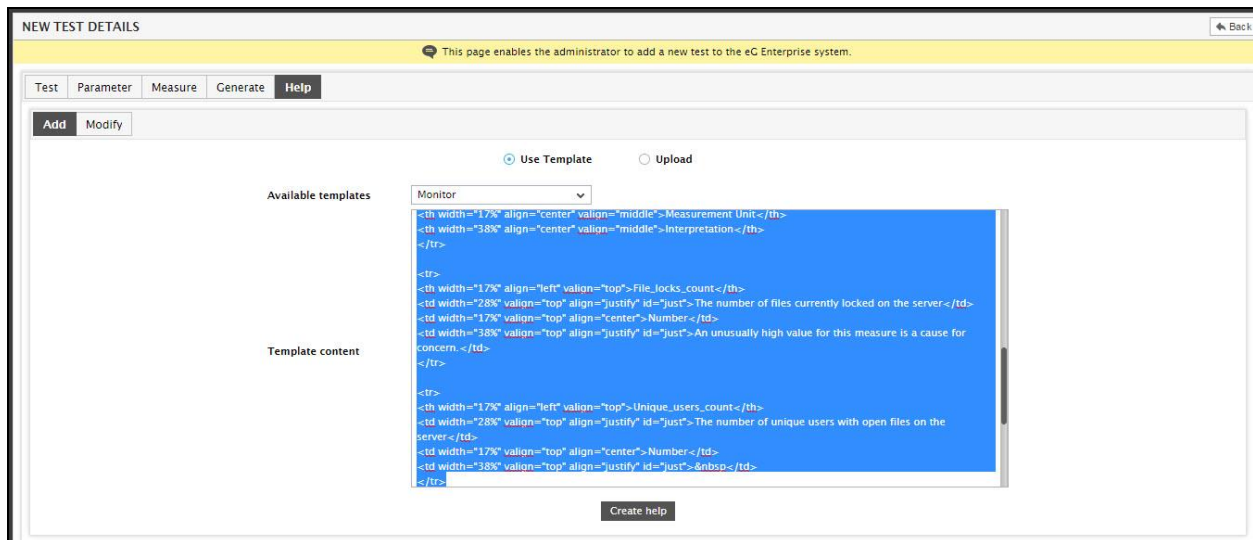 NEW TEST DETAILS
Back
This page enables the administrator to add a new test to the eG Enterprise system.
Test Parameter Measure Generate Help
Add Modify
Use Template Upload
Available templates Monitor
<th width="17%" align="center" valign="middle">Measurement Unit</th>
<th width="38%" align="center" valign="middle">Interpretation</th>
</tr>
<tr>
<th width="17%" align="left" valign="top">File_locks_count</th>
<td width="28%" valign="top" align="justify" id="just">The number of files currently locked on the server</td>
<td width="17%" valign="top" align="center">Number</td>
<td width="38%" valign="top" align="justify" id="just">An unusually high value for this measure is a cause for
concern.</td>
Template content
</tr>
<tr>
<th width="17%" align="left" valign="top">Unique_users_count</th>
<td width="28%" valign="top" align="justify" id="just">The number of unique users with open files on the
server</td>
<td width="17%" valign="top" align="center">Number</td>
<td width="38%" valign="top" align="justify" id="just">&nbsp</td>
</tr>
Create help